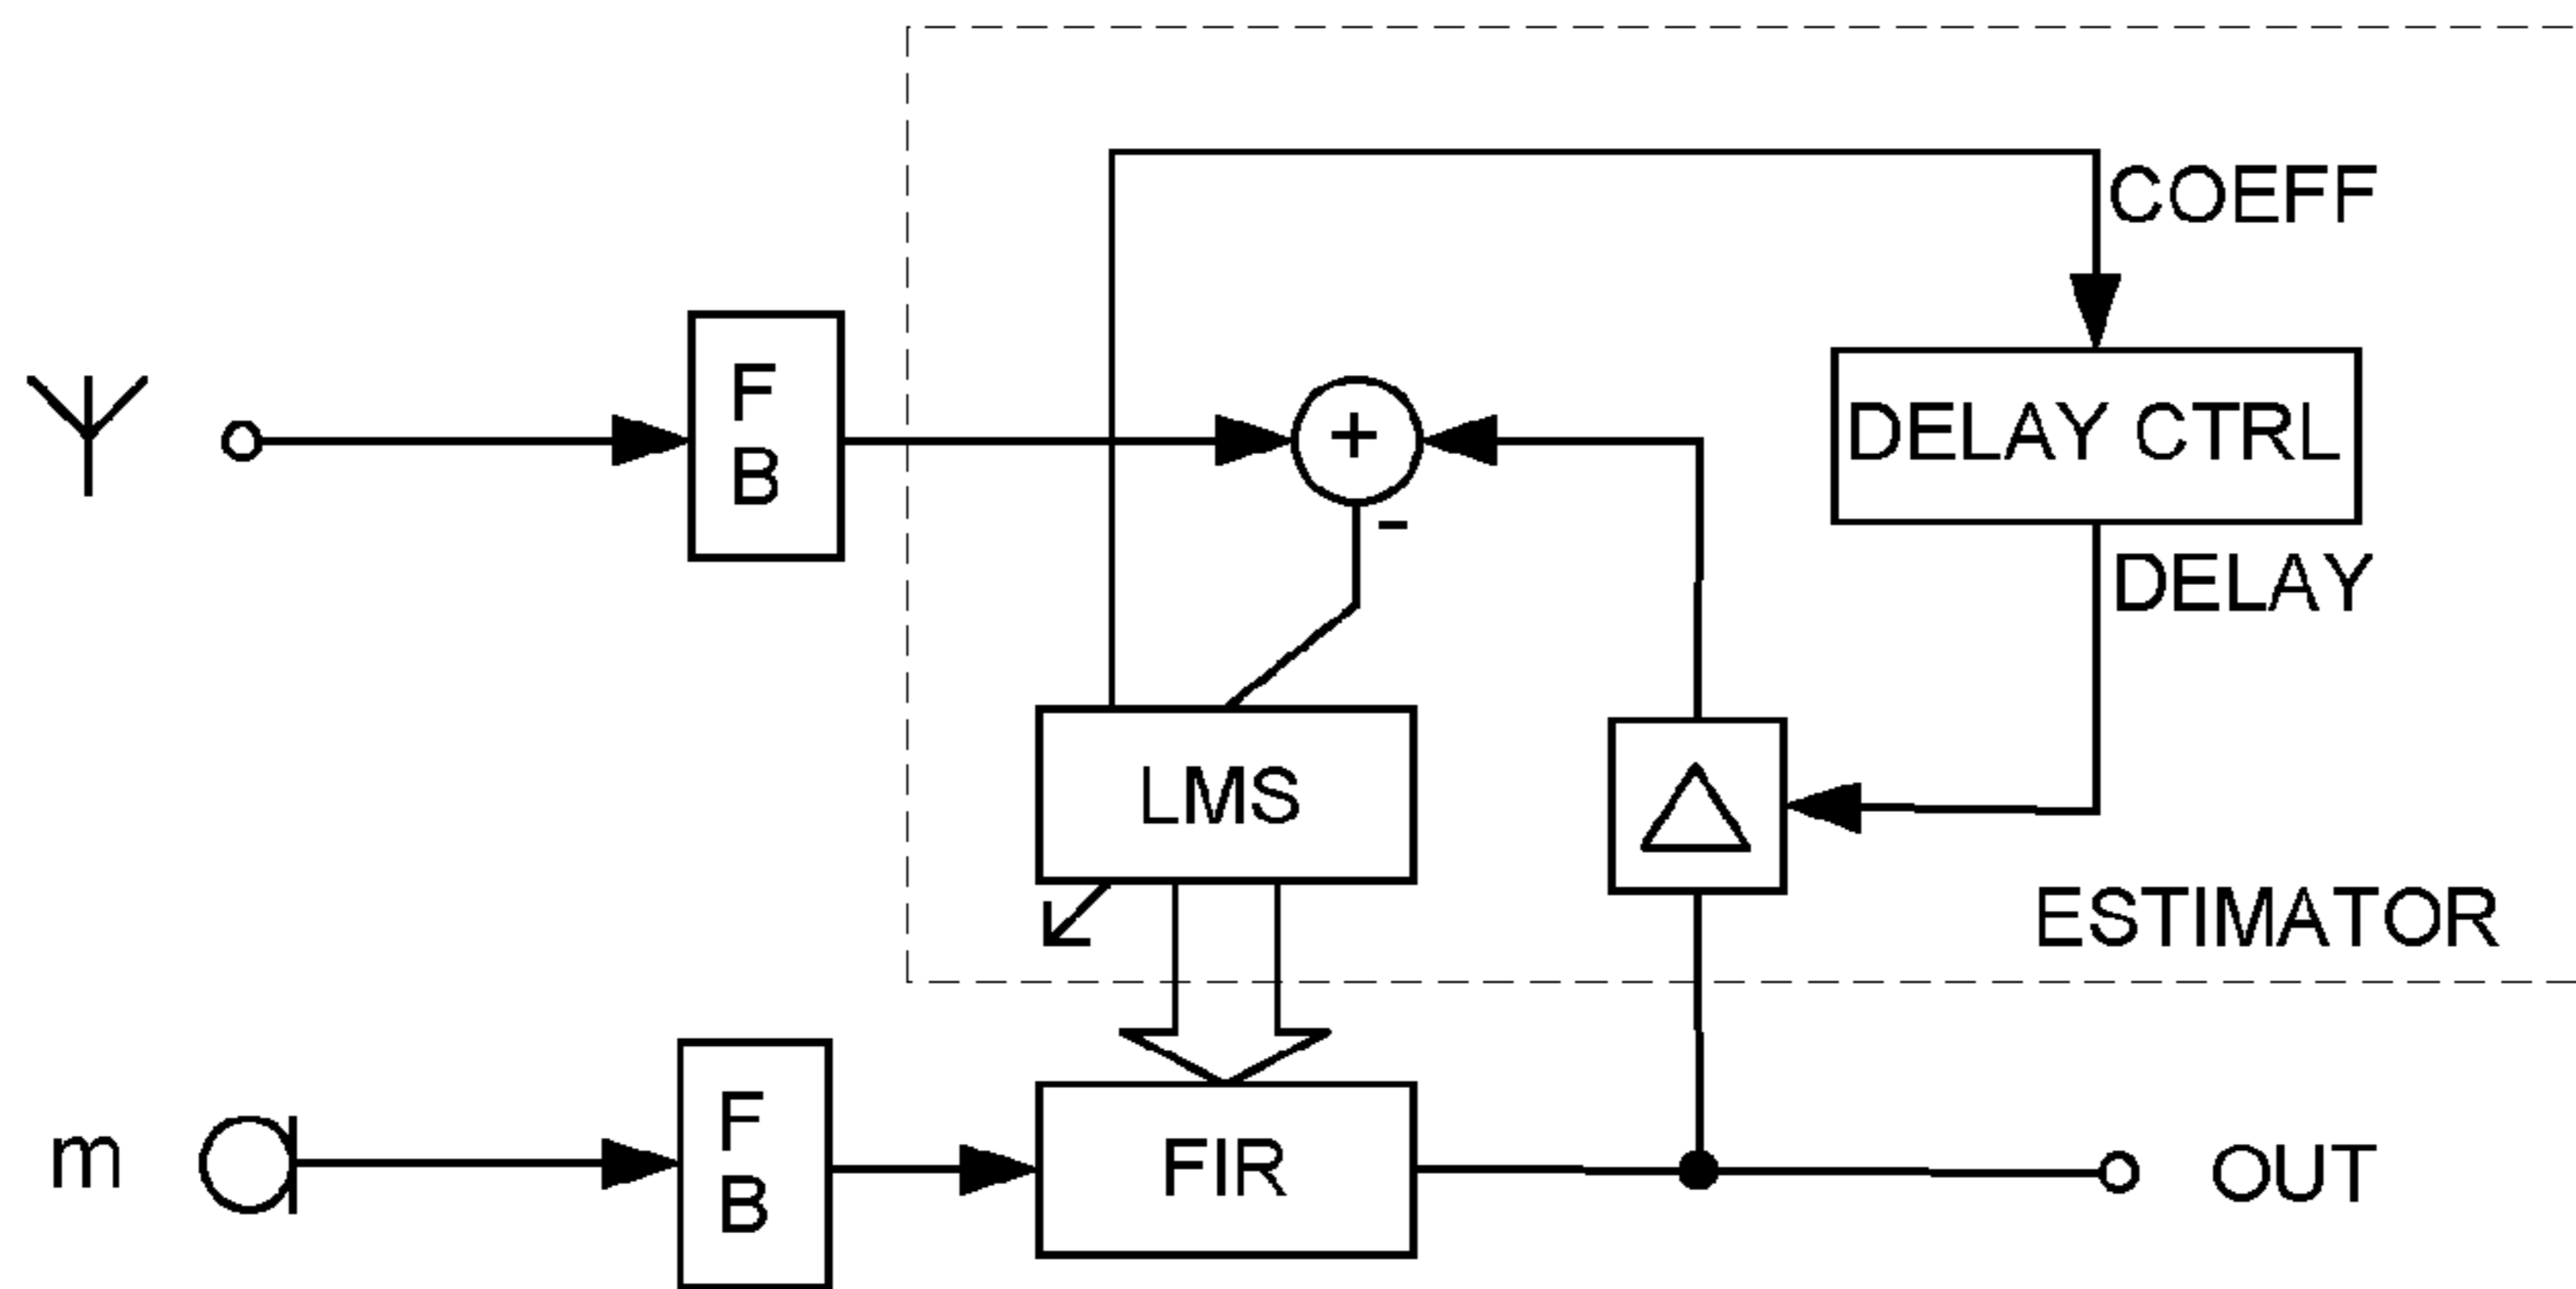 COEFF
F
B
+
DELAY CTRL
-
DELAY
LMS
ESTIMATOR
m
F
B
FIR
OUT